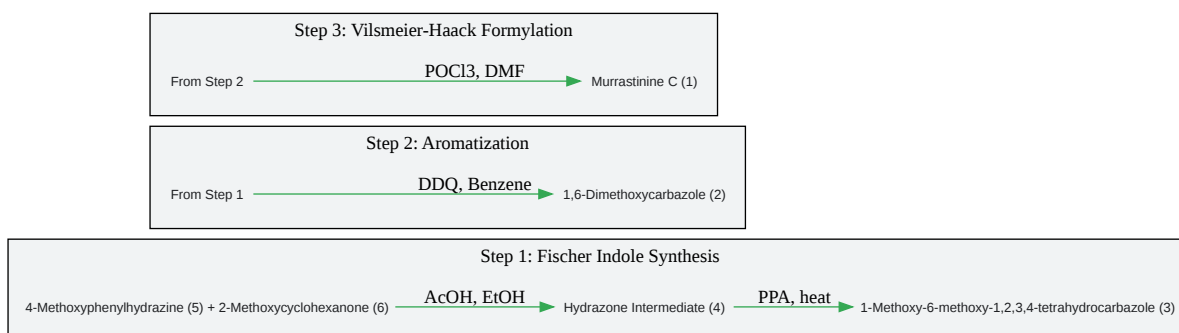 Step 3: Vilsmeier-Haack Formylation
From Step 2
POCl3, DMF
Murrastinine C (1)
Step 2: Aromatization
From Step 1
DDQ, Benzene
1,6-Dimethoxycarbazole (2)
Step 1: Fischer Indole Synthesis
4-Methoxyphenylhydrazine (5) + 2-Methoxycyclohexanone (6)
AcOH, EtOH
Hydrazone Intermediate (4)
PPA, heat
1-Methoxy-6-methoxy-1,2,3,4-tetrahydrocarbazole (3)